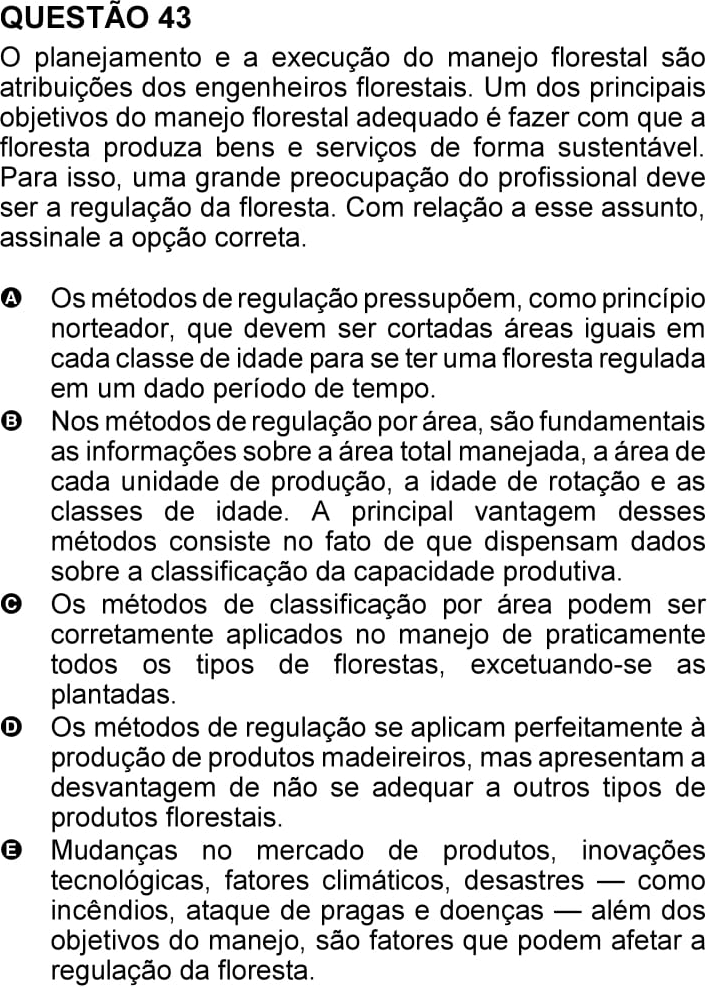 QUESTÃO 43
O planejamento e a execução do manejo florestal são
atribuições dos engenheiros florestais. Um dos principais
objetivos do manejo florestal adequado é fazer com que a
floresta produza bens e serviços de forma sustentável.
Para isso, uma grande preocupação do profissional deve
ser a regulação da floresta. Com relação a esse assunto,
assinale a opção correta.
A Os métodos de regulação pressupõem, como princípio
norteador, que devem ser cortadas áreas iguais em
cada classe de idade para se ter uma floresta regulada
em um dado período de tempo.
B Nos métodos de regulação por área, são fundamentais
as informações sobre a área total manejada, a área de
cada unidade de produção, a idade de rotação e as
classes de idade. A principal vantagem desses
métodos consiste no fato de que dispensam dados
sobre a classificação da capacidade produtiva.
C Os métodos de classificação por área podem ser
corretamente aplicados no manejo de praticamente
todos os tipos de florestas, excetuando-se as
plantadas.
D Os métodos de regulação se aplicam perfeitamente à
produção de produtos madeireiros, mas apresentam a
desvantagem de não se adequar a outros tipos de
produtos florestais.
E Mudanças no mercado de produtos, inovações
tecnológicas, fatores climáticos, desastres — como
incêndios, ataque de pragas e doenças — além dos
objetivos do manejo, são fatores que podem afetar a
regulação da floresta.